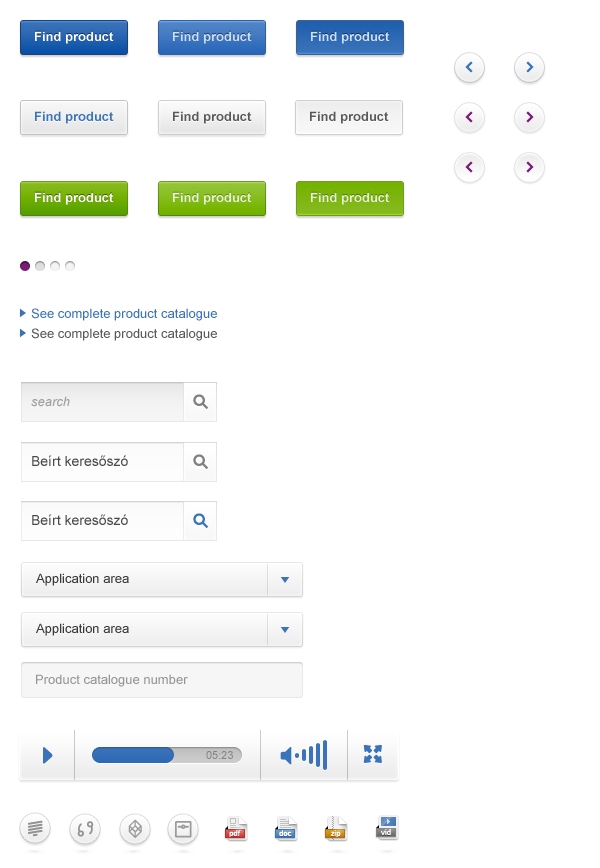 Find product Find product Find product
Find product Find product Find product
Find product Find product Find product
See complete product catalogue
See complete product catalogue
search
Beírt keresőszó
Beírt keresőszó
Application area
Application area
Product catalogue number
05:23
pdf doc zip vid